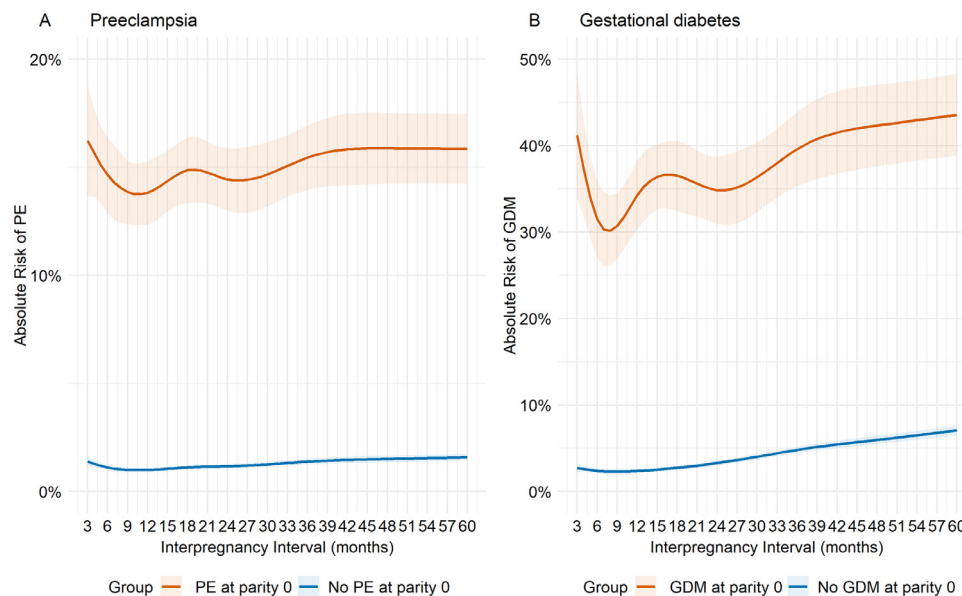 A Preeclampsia
20%
10%
0%
Absolute Risk of PE
3 6 9 12 15 18 21 24 27 30 33 36 39 42 45 48 51 54 57 60
Interpregnancy Interval (months)
Group PE at parity 0 No PE at parity 0
B Gestational diabetes
50%
40%
30%
20%
10%
0%
Absolute Risk of GDM
3 6 9 12 15 18 21 24 27 30 33 36 39 42 45 48 51 54 57 60
Interpregnancy Interval (months)
Group GDM at parity 0 No GDM at parity 0